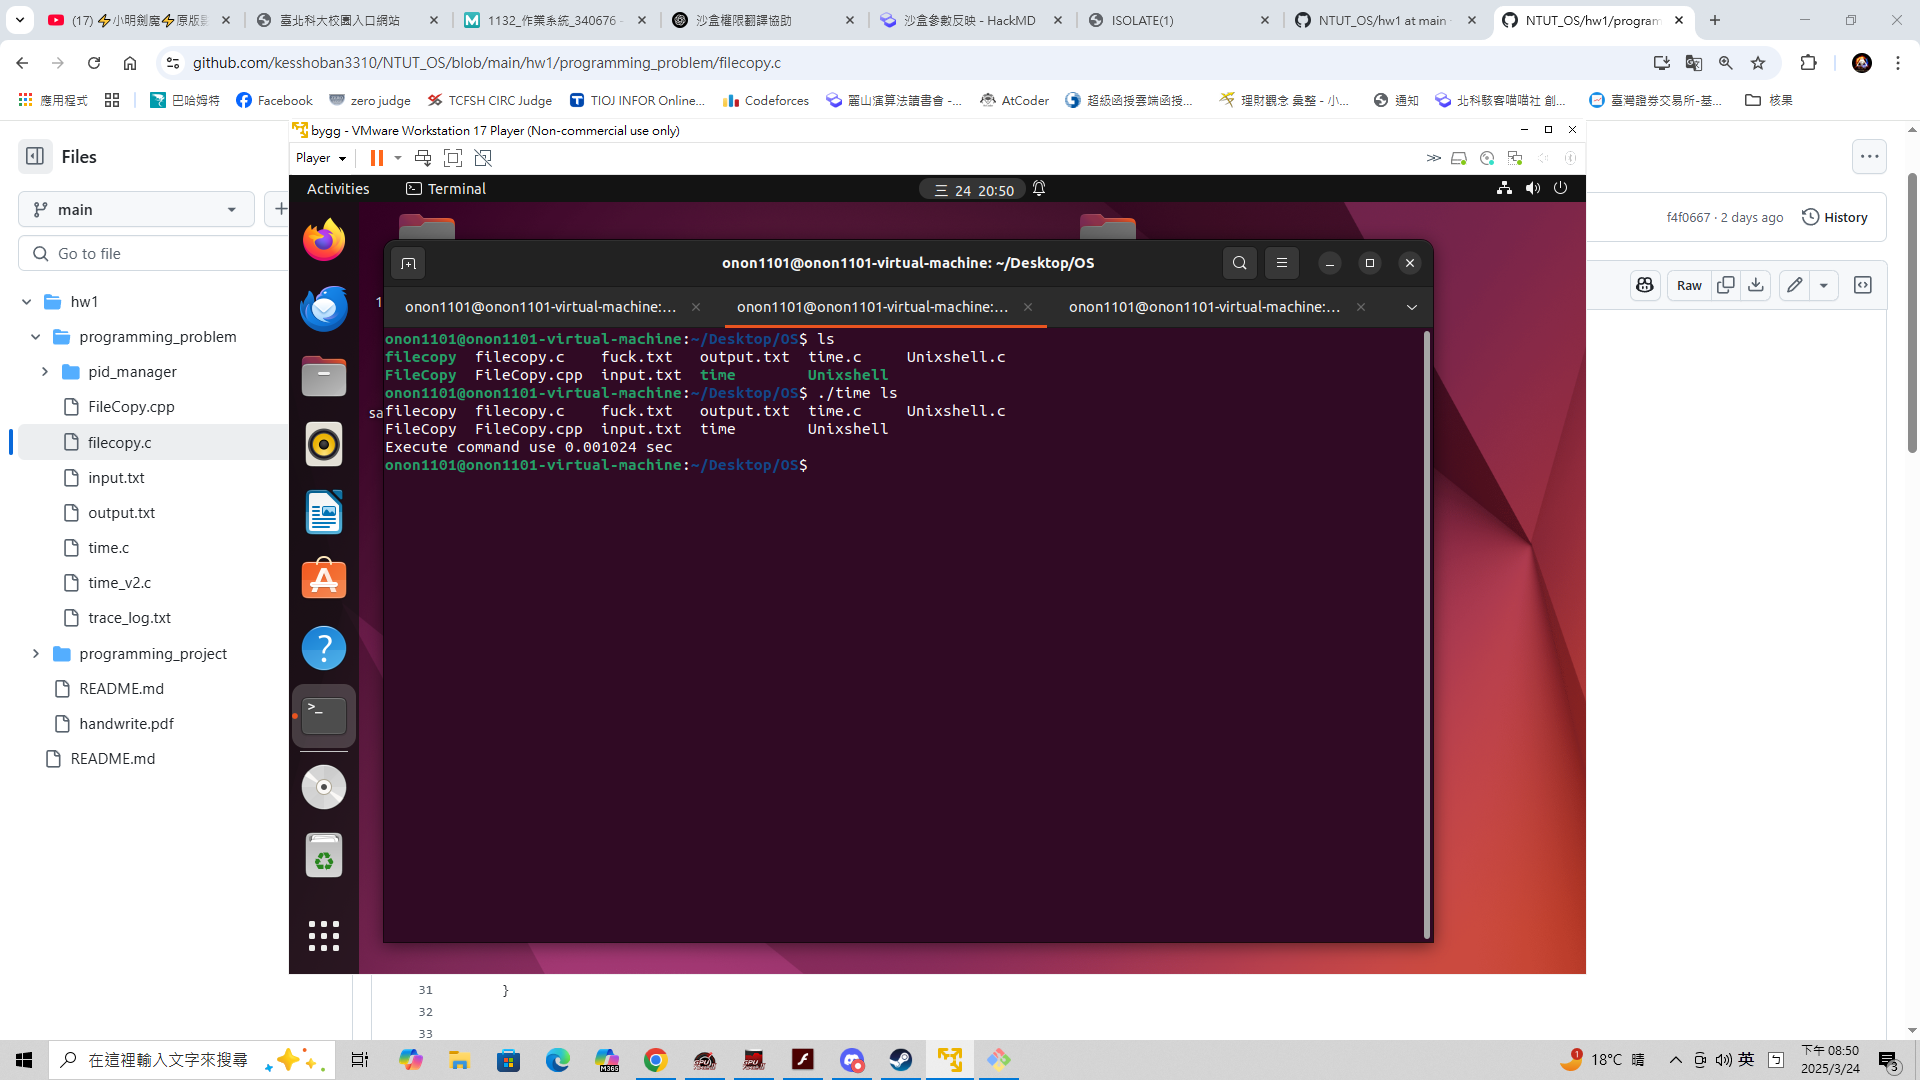 (17) ⚡小明劍魔⚡原版影
臺北科大校園入口網站
1132_作業系統_340676 -
沙盒權限翻譯協助
沙盒參數反映 - HackMD
ISOLATE(1)
NTUT_OS/hw1 at main
NTUT_OS/hw1/program
github.com/kesshoban3310/NTUT_OS/blob/main/hw1/programming_problem/filecopy.c
應用程式
巴哈姆特
Facebook
zero judge
TCFSH CIRC Judge
TIOJ INFOR Online...
Codeforces
麗山演算法讀書會 -...
AtCoder
超級函授雲端函授...
理財觀念 彙整 - 小...
通知
北科駭客喵喵社 創...
臺灣證券交易所-基...
核果
bygg - VMware Workstation 17 Player (Non-commercial use only)
Player
Files
main
Go to file
hw1
programming_problem
pid_manager
FileCopy.cpp
filecopy.c
input.txt
output.txt
time.c
time_v2.c
trace_log.txt
programming_project
README.md
handwrite.pdf
README.md
f4f0667 · 2 days ago
History
Raw
Activities
Terminal
三 24 20:50
onon1101@onon1101-virtual-machine: ~/Desktop/OS
onon1101@onon1101-virtual-machine:...
onon1101@onon1101-virtual-machine:...
onon1101@onon1101-virtual-machine:...
1
sa
onon1101@onon1101-virtual-machine:~/Desktop/OS$ ls
filecopy filecopy.c fuck.txt output.txt time.c Unixshell.c
FileCopy FileCopy.cpp input.txt time Unixshell
onon1101@onon1101-virtual-machine:~/Desktop/OS$ ./time ls
filecopy filecopy.c fuck.txt output.txt time.c Unixshell.c
FileCopy FileCopy.cpp input.txt time Unixshell
Execute command use 0.001024 sec
onon1101@onon1101-virtual-machine:~/Desktop/OS$
31 }
32
33
在這裡輸入文字來搜尋
M365
1
18°C 晴
英
下午 08:50
2025/3/24
3